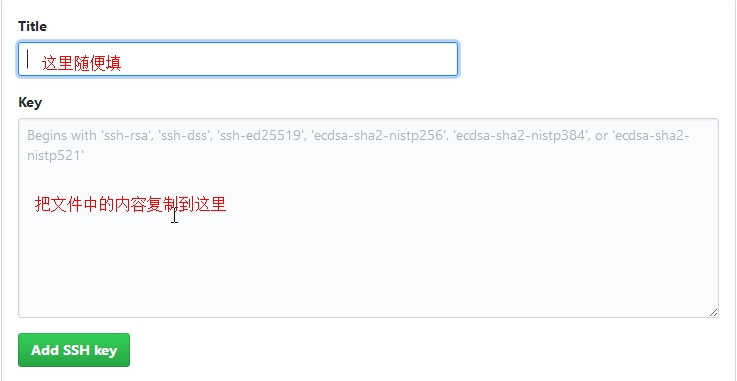 Title
这里随便填
Key
Begins with 'ssh-rsa', 'ssh-dss', 'ssh-ed25519', 'ecdsa-sha2-nistp256', 'ecdsa-sha2-nistp384', or 'ecdsa-sha2-
nistp521'
把文件中的内容复制到这里
Add SSH key